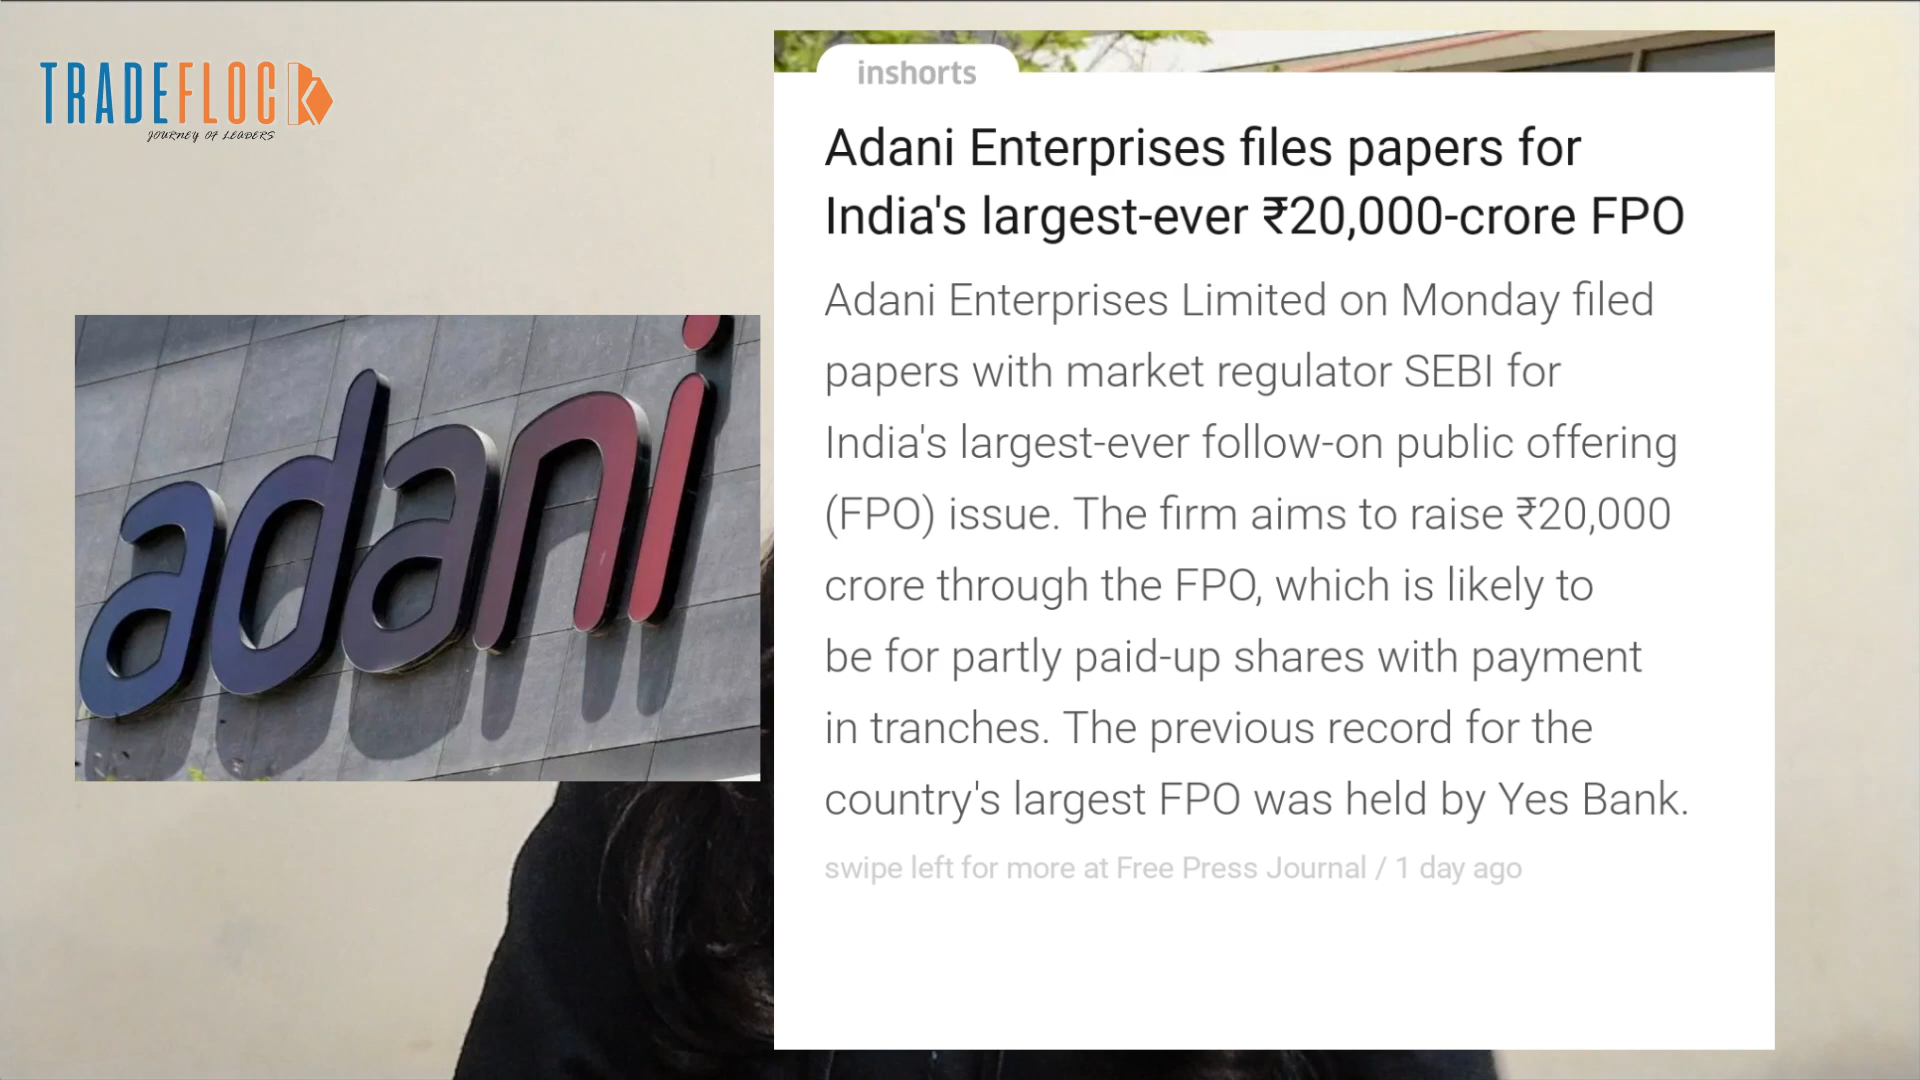 TRADEFLOCK
JOURNEY OF LEADERS
adani
inshorts
Adani Enterprises files papers for
India's largest-ever ₹20,000-crore FPO
Adani Enterprises Limited on Monday filed
papers with market regulator SEBI for
India's largest-ever follow-on public offering
(FPO) issue. The firm aims to raise ₹20,000
crore through the FPO, which is likely to
be for partly paid-up shares with payment
in tranches. The previous record for the
country's largest FPO was held by Yes Bank.
swipe left for more at Free Press Journal / 1 day ago